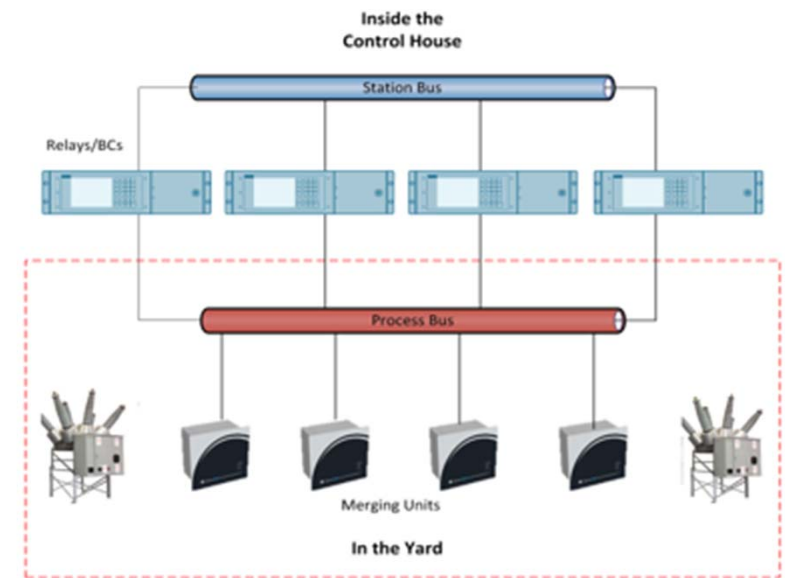 Inside the
Control House
Station Bus
Relays/BCs
Process Bus
Merging Units
In the Yard